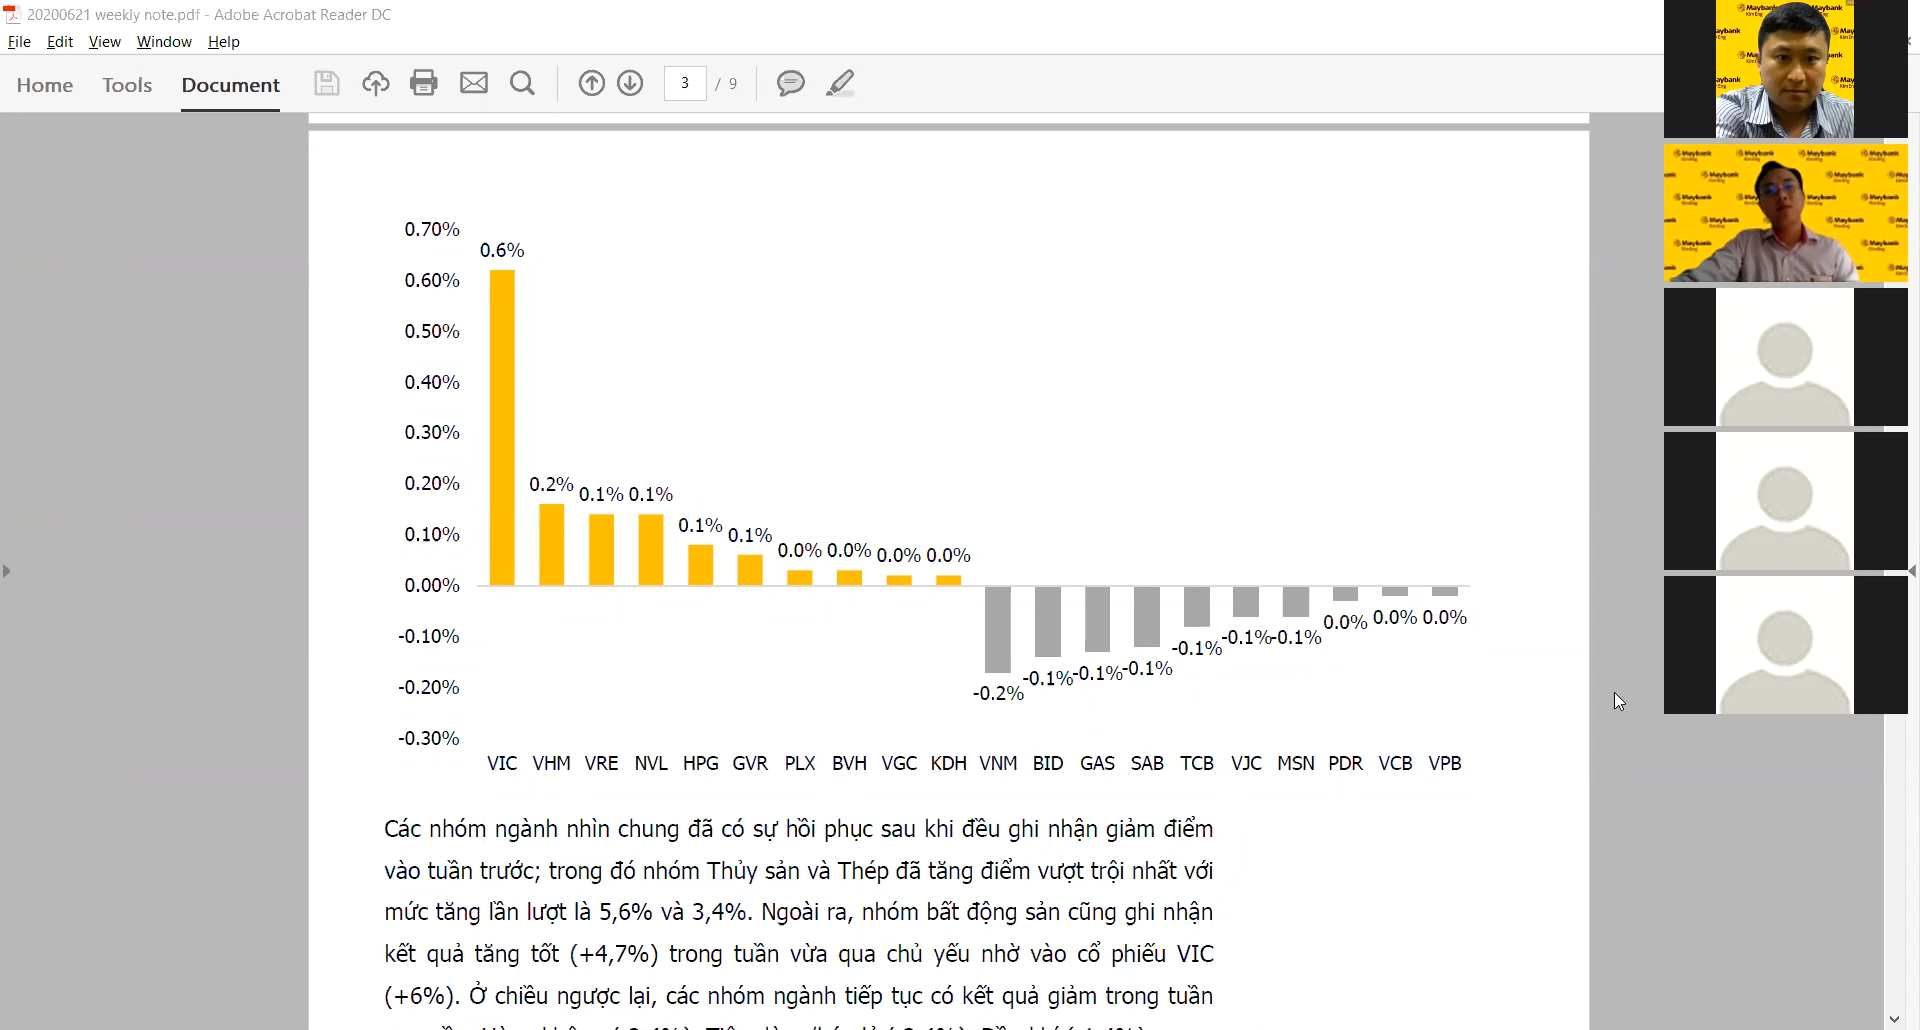 20200621 weekly note.pdf - Adobe Acrobat Reader DC
File Edit View Window Help
Home Tools Document 3 / 9
0.70%
0.60%
0.50%
0.40%
0.30%
0.20%
0.10%
0.00%
-0.10%
-0.20%
-0.30%
0.6% 0.2% 0.1% 0.1% 0.1% 0.1% 0.0% 0.0% 0.0% 0.0% -0.2% -0.1% -0.1% -0.1% -0.1% -0.1% -0.1% 0.0% 0.0% 0.0%
VIC VHM VRE NVL HPG GVR PLX BVH VGC KDH VNM BID GAS SAB TCB VJC MSN PDR VCB VPB
Các nhóm ngành nhìn chung đã có sự hồi phục sau khi đều ghi nhận giảm điểm
vào tuần trước; trong đó nhóm Thủy sản và Thép đã tăng điểm vượt trội nhất với
mức tăng lần lượt là 5,6% và 3,4%. Ngoài ra, nhóm bất động sản cũng ghi nhận
kết quả tăng tốt (+4,7%) trong tuần vừa qua chủ yếu nhờ vào cổ phiếu VIC
(+6%). Ở chiều ngược lại, các nhóm ngành tiếp tục có kết quả giảm trong tuần
Maybank
Kim Eng